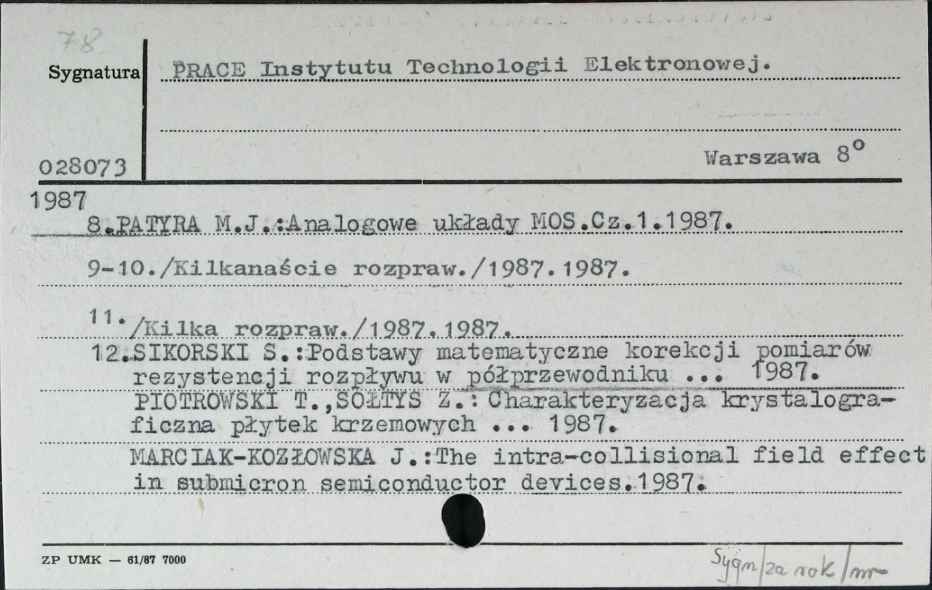 78
Sygnatura
PRACE Instytutu Technologii Elektronowej.
028073
Warszawa 8°
1987
8.PATYRA M.J.:Analogowe układy MOS.Cz.1.1987.
9-10./Kilkanaście rozpraw./1987.1987.
11./Kilka rozpraw./1987.1987.
12.SIKORSKI S.:Podstawy matematyczne korekcji pomiarów
rezystencji rozpływu w półprzewodniku ... 1987.
PIOTROWSKI T.,SOŁTYS Z.: Charakteryzacja krystalogra-
ficzna płytek krzemowych ... 1987.
MARCIAK-KOZŁOWSKA J.:The intra-collisional field effect
in submicron semiconductor devices.1987.
ZP UMK — 61/87 7000
Sygn/za rok/nr